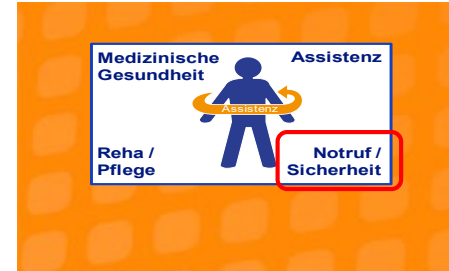 Medizinische
Gesundheit
Assistenz
Assistenz
Reha /
Pflege
Notruf /
Sicherheit